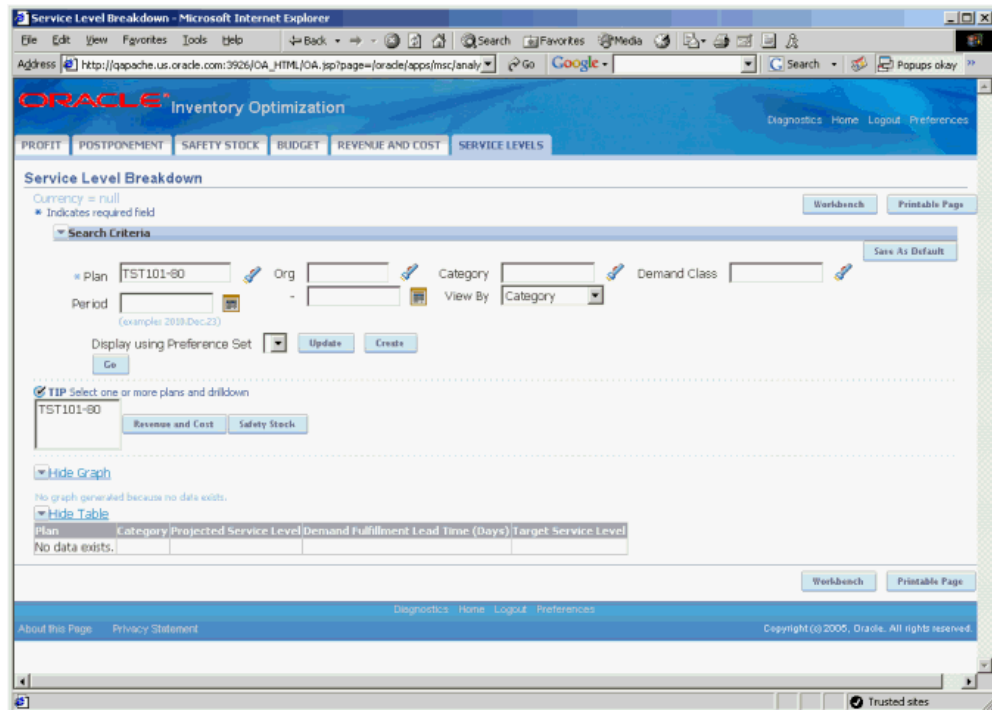 Service Level Breakdown - Microsoft Internet Explorer
File Edit View Favorites Tools Help Back Search Favorites Media
Address http://qapache.us.oracle.com:3926/OA_HTML/OA.jsp?page=/oracle/apps/msc/analy Go Google Search Popups okay »
ORACLE Inventory Optimization
Diagnostics Home Logout Preferences
PROFIT POSTPONEMENT SAFETY STOCK BUDGET REVENUE AND COST SERVICE LEVELS
Service Level Breakdown
Currency = null
* Indicates required field
Workbench Printable Page
Search Criteria
Save As Default
* Plan TST101-80 Org Category Demand Class
Period - View By Category
(example: 2019.Dec.23)
Display using Preference Set Update Create
Go
TIP Select one or more plans and drilldown
TST101-80
Revenue and Cost Safety Stock
Hide Graph
No graph generated because no data exists.
Hide Table
Plan Category Projected Service Level Demand Fulfillment Lead Time (Days) Target Service Level
No data exists.
Workbench Printable Page
Diagnostics Home Logout Preferences
About this Page Privacy Statement Copyright (c) 2005, Oracle. All rights reserved.
Trusted sites